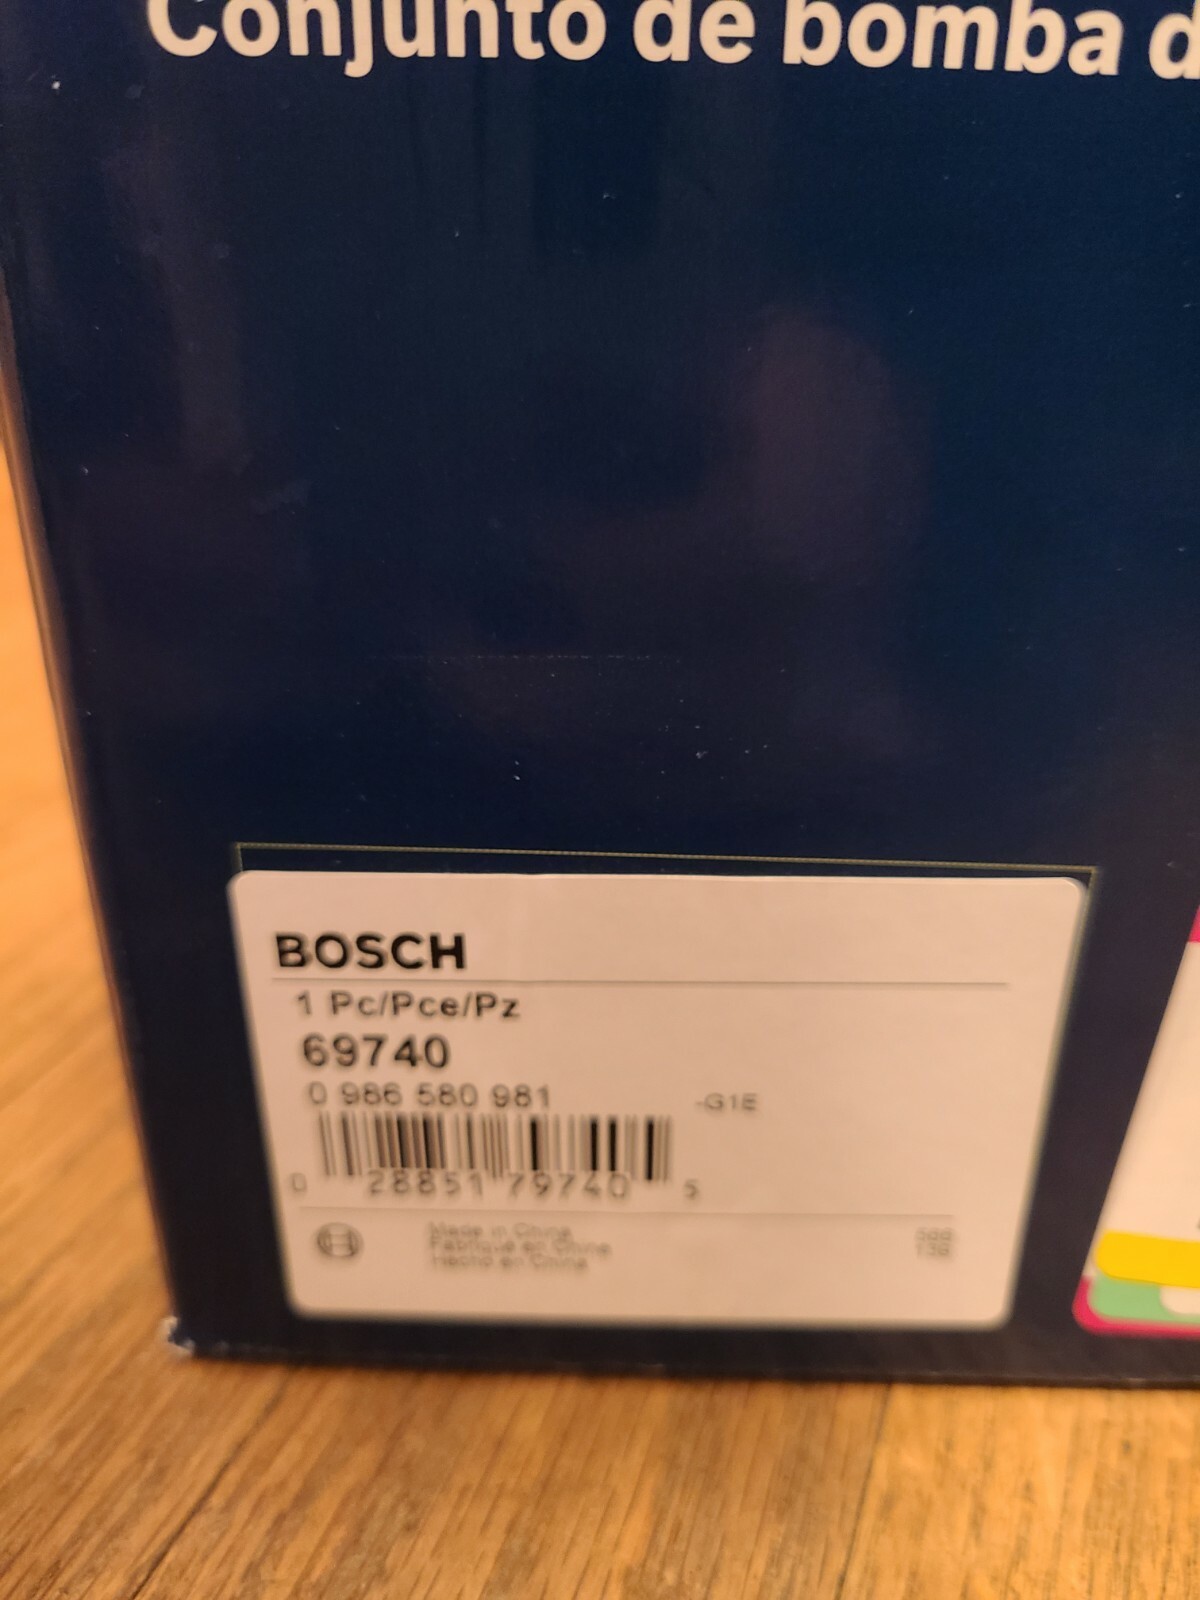 Conjunto de bomba d
BOSCH
1 Pc/Pce/Pz
69740
0 986 580 981
-G1E
0 28851 79740 5
Made in China
Fabriqué en Chine
Hecho en China